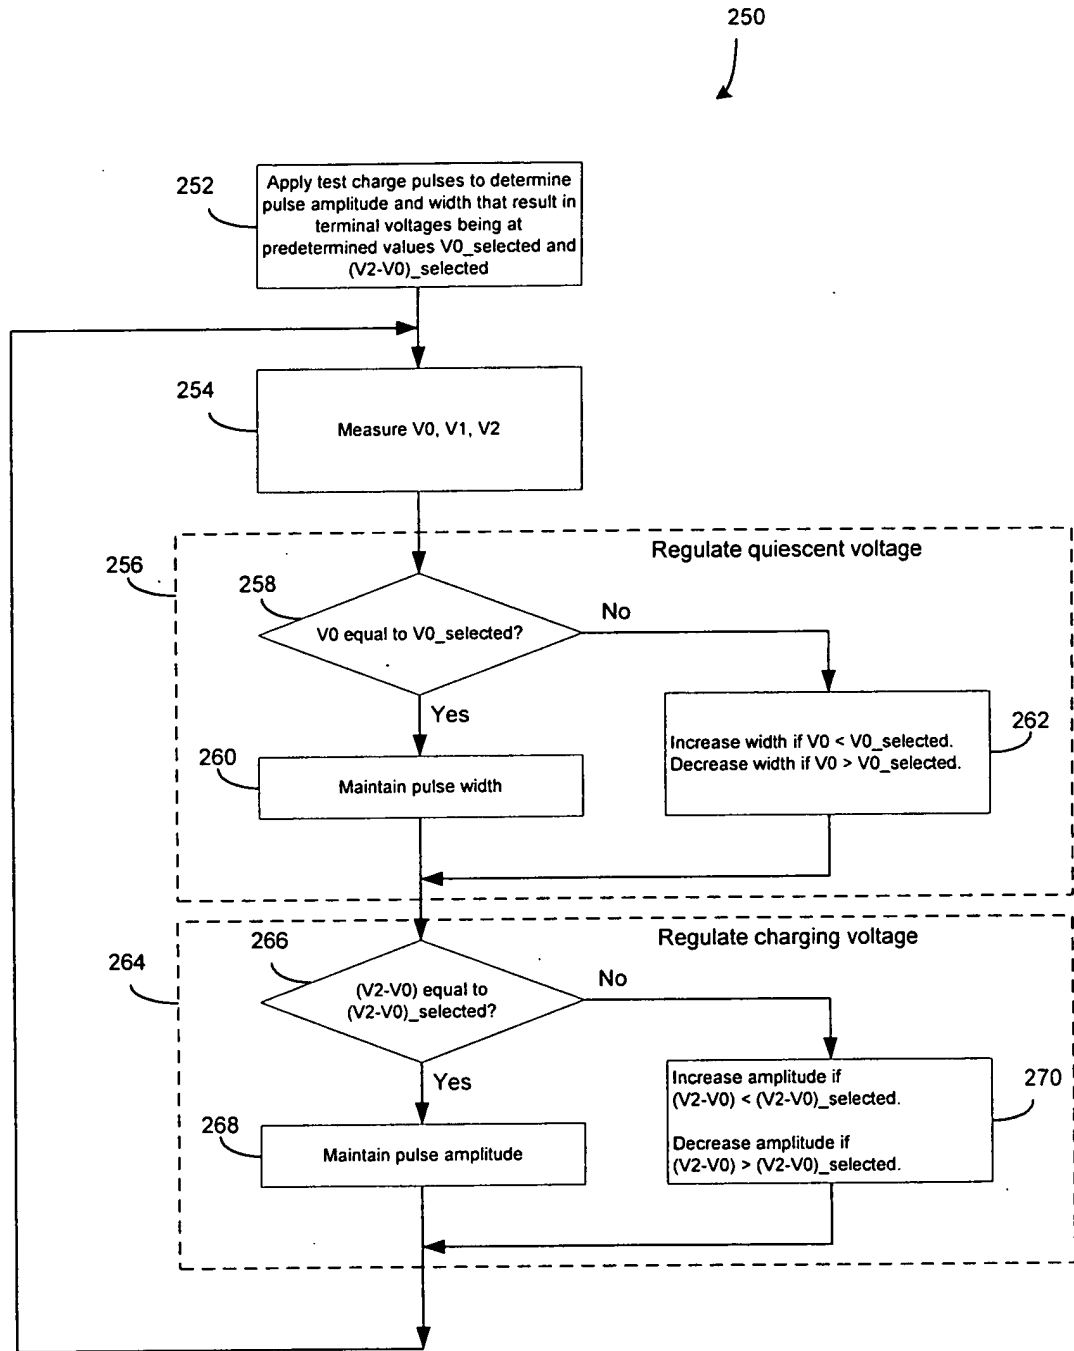 250
252
Apply test charge pulses to determine
pulse amplitude and width that result in
terminal voltages being at
predetermined values V0_selected and
(V2-V0)_selected
254
Measure V0, V1, V2
256
Regulate quiescent voltage
258
V0 equal to V0_selected?
No
Yes
260
Maintain pulse width
262
Increase width if V0 < V0_selected.
Decrease width if V0 > V0_selected.
264
Regulate charging voltage
266
(V2-V0) equal to
(V2-V0)_selected?
No
Yes
268
Maintain pulse amplitude
270
Increase amplitude if
(V2-V0) < (V2-V0)_selected.
Decrease amplitude if
(V2-V0) > (V2-V0)_selected.